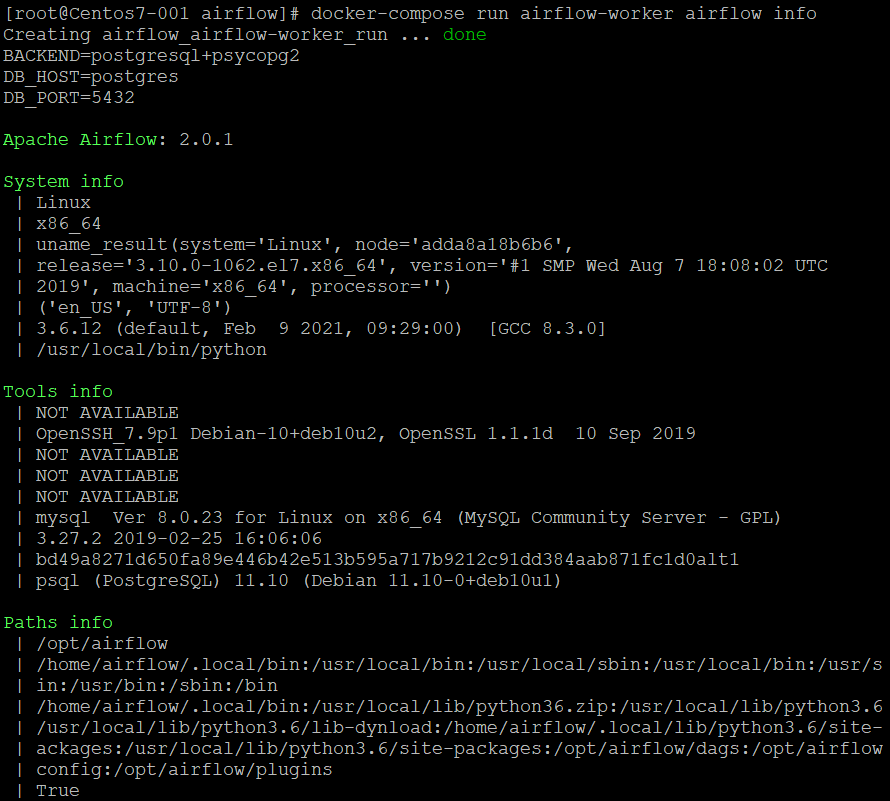 [root@Centos7-001 airflow]# docker-compose run airflow-worker airflow info
Creating airflow_airflow-worker_run ... done
BACKEND=postgresql+psycopg2
DB_HOST=postgres
DB_PORT=5432
Apache Airflow: 2.0.1
System info
| Linux
| x86_64
| uname_result(system='Linux', node='adda8a18b6b6',
| release='3.10.0-1062.el7.x86_64', version='#1 SMP Wed Aug 7 18:08:02 UTC
| 2019', machine='x86_64', processor='')
| ('en_US', 'UTF-8')
| 3.6.12 (default, Feb  9 2021, 09:29:00)  [GCC 8.3.0]
| /usr/local/bin/python
Tools info
| NOT AVAILABLE
| OpenSSH_7.9p1 Debian-10+deb10u2, OpenSSL 1.1.1d  10 Sep 2019
| NOT AVAILABLE
| NOT AVAILABLE
| NOT AVAILABLE
| mysql  Ver 8.0.23 for Linux on x86_64 (MySQL Community Server - GPL)
| 3.27.2 2019-02-25 16:06:06
| bd49a8271d650fa89e446b42e513b595a717b9212c91dd384aab871fc1d0alt1
| psql (PostgreSQL) 11.10 (Debian 11.10-0+deb10u1)
Paths info
| /opt/airflow
| /home/airflow/.local/bin:/usr/local/bin:/usr/local/sbin:/usr/local/bin:/usr/s
| in:/usr/bin:/sbin:/bin
| /home/airflow/.local/bin:/usr/local/lib/python36.zip:/usr/local/lib/python3.6
| /usr/local/lib/python3.6/lib-dynload:/home/airflow/.local/lib/python3.6/site-
| ackages:/usr/local/lib/python3.6/site-packages:/opt/airflow/dags:/opt/airflow
| config:/opt/airflow/plugins
| True